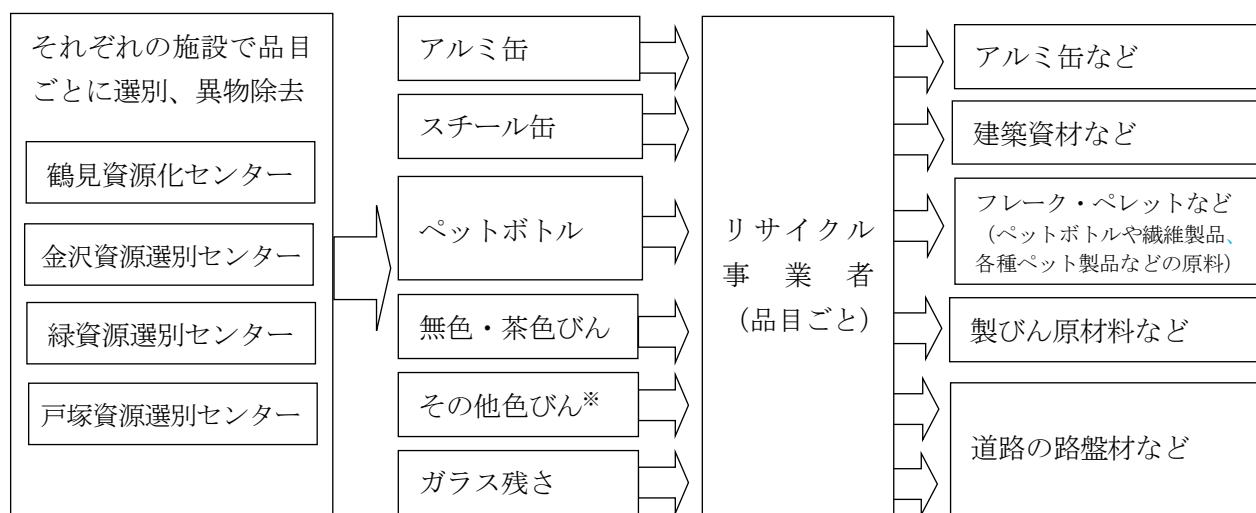 それぞれの施設で品目
ごとに選別、異物除去
鶴見資源化センター
金沢資源選別センター
緑資源選別センター
戸塚資源選別センター
アルミ缶
スチール缶
ペットボトル
無色・茶色びん
その他色びん※
ガラス残さ
リサイクル
事業者
（品目ごと）
アルミ缶など
建築資材など
フレーク・ペレットなど
（ペットボトルや繊維製品、
各種ペット製品などの原料）
製びん原材料など
道路の路盤材など